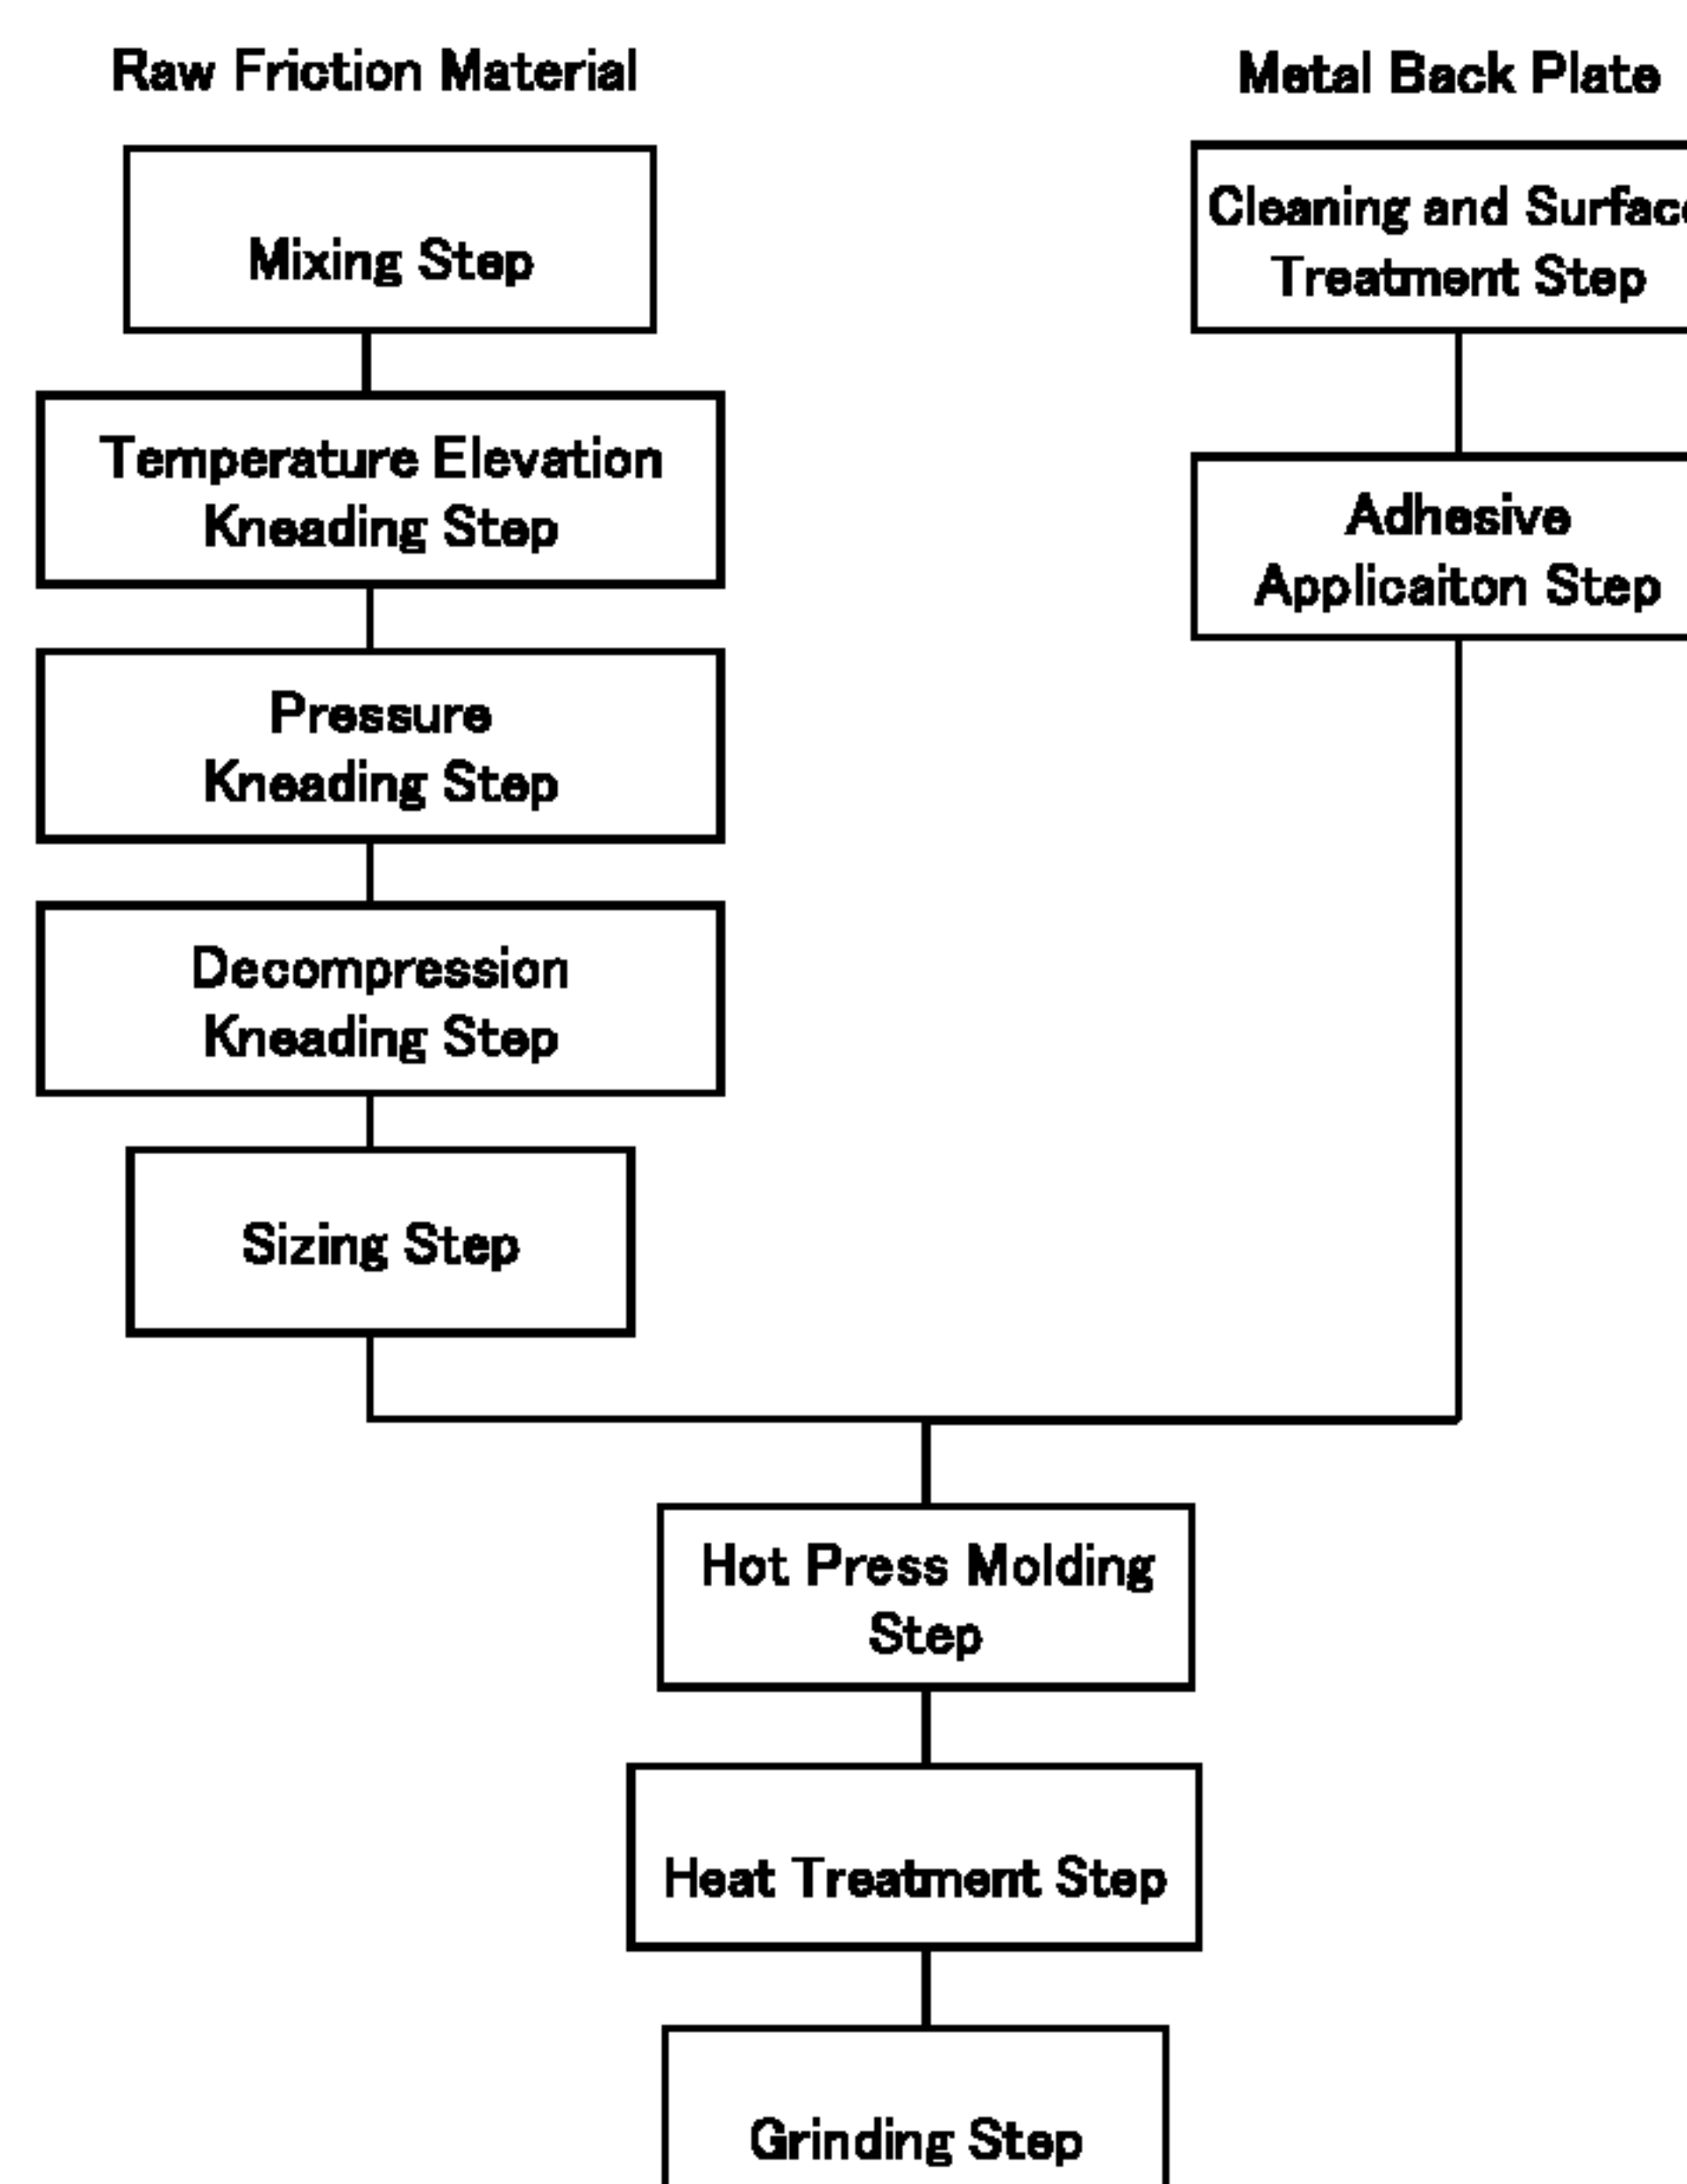 Raw Friction Material
Mixing Step
Temperature Elevation
Kneading Step
Pressure
Kneading Step
Decompression
Kneading Step
Sizing Step
Metal Back Plate
Cleaning and Surface
Treatment Step
Adhesive
Applicaiton Step
Hot Press Molding
Step
Heat Treatment Step
Grinding Step